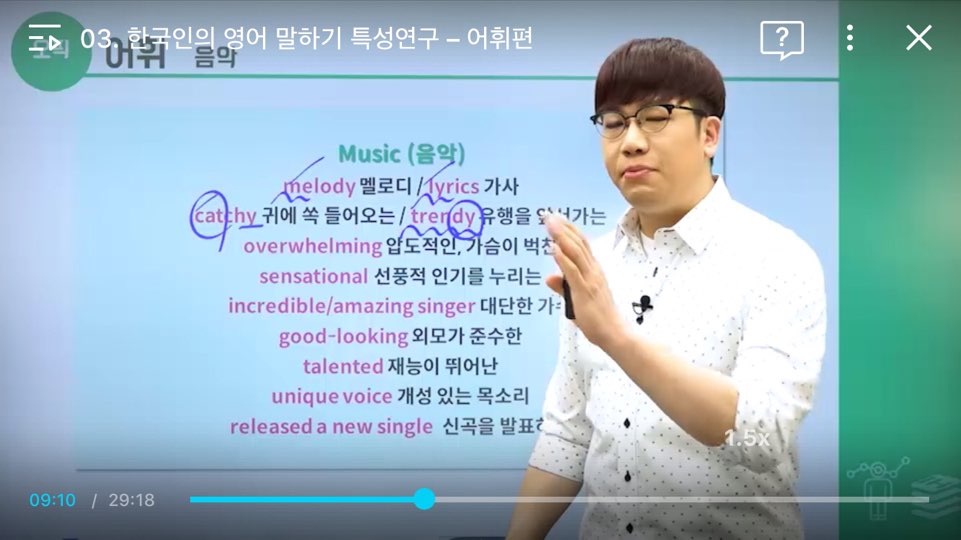 03. 한국인의 영어 말하기 특성연구 – 어휘편
오픽 어휘 음악
Music (음악)
melody 멜로디 / lyrics 가사
catchy 귀에 쏙 들어오는 / trendy 유행을 앞서가는
overwhelming 압도적인, 가슴이 벅찬
sensational 선풍적 인기를 누리는
incredible/amazing singer 대단한
good-looking 외모가 준수한
talented 재능이 뛰어난
unique voice 개성 있는 목소리
released a new single 신곡을
1.5x
09:10 / 29:18